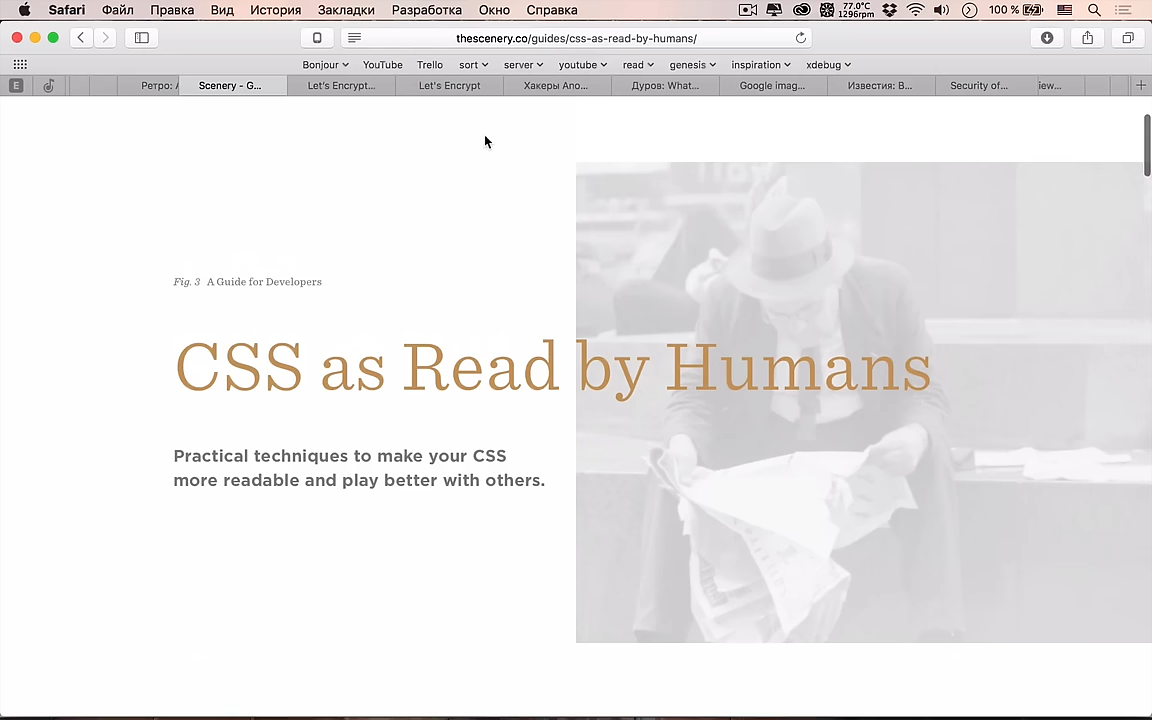 Safari Файл Правка Вид История Закладки Разработка Окно Справка 77.0°C 1296rpm 100 %
thescenery.co/guides/css-as-read-by-humans/
Bonjour YouTube Trello sort server youtube read genesis inspiration xdebug
E Ретро: Scenery - G... Let's Encrypt... Let's Encrypt Хакеры Ано... Дуров: What... Google imag... Известия: В... Security of... iew...
Fig. 3 A Guide for Developers
CSS as Read by Humans
Practical techniques to make your CSS
more readable and play better with others.